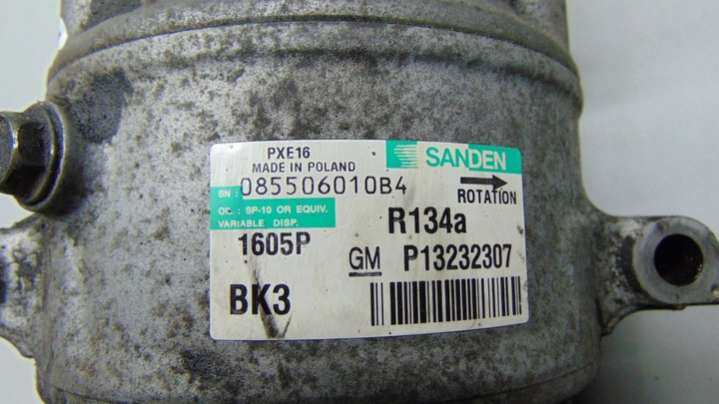 PXE16
MADE IN POLAND
SANDEN
SN : 085506010B4
ROTATION
OIL : SP-10 OR EQUIV.
VARIABLE DISP.
R134a
1605P
GM P13232307
BK3